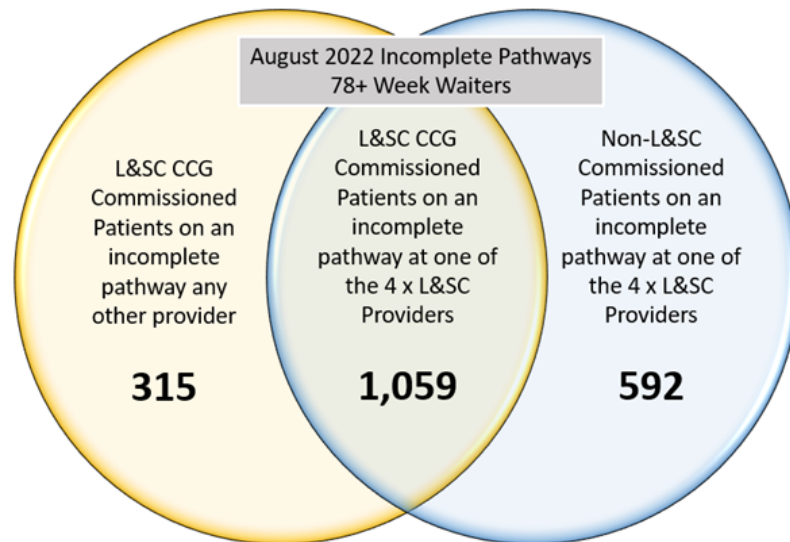 August 2022 Incomplete Pathways
78+ Week Waiters
L&SC CCG
Commissioned
Patients on an
incomplete
pathway any
other provider
315
L&SC CCG
Commissioned
Patients on an
incomplete
pathway at one of
the 4 x L&SC
Providers
1,059
Non-L&SC
Commissioned
Patients on an
incomplete
pathway at one of
the 4 x L&SC
Providers
592